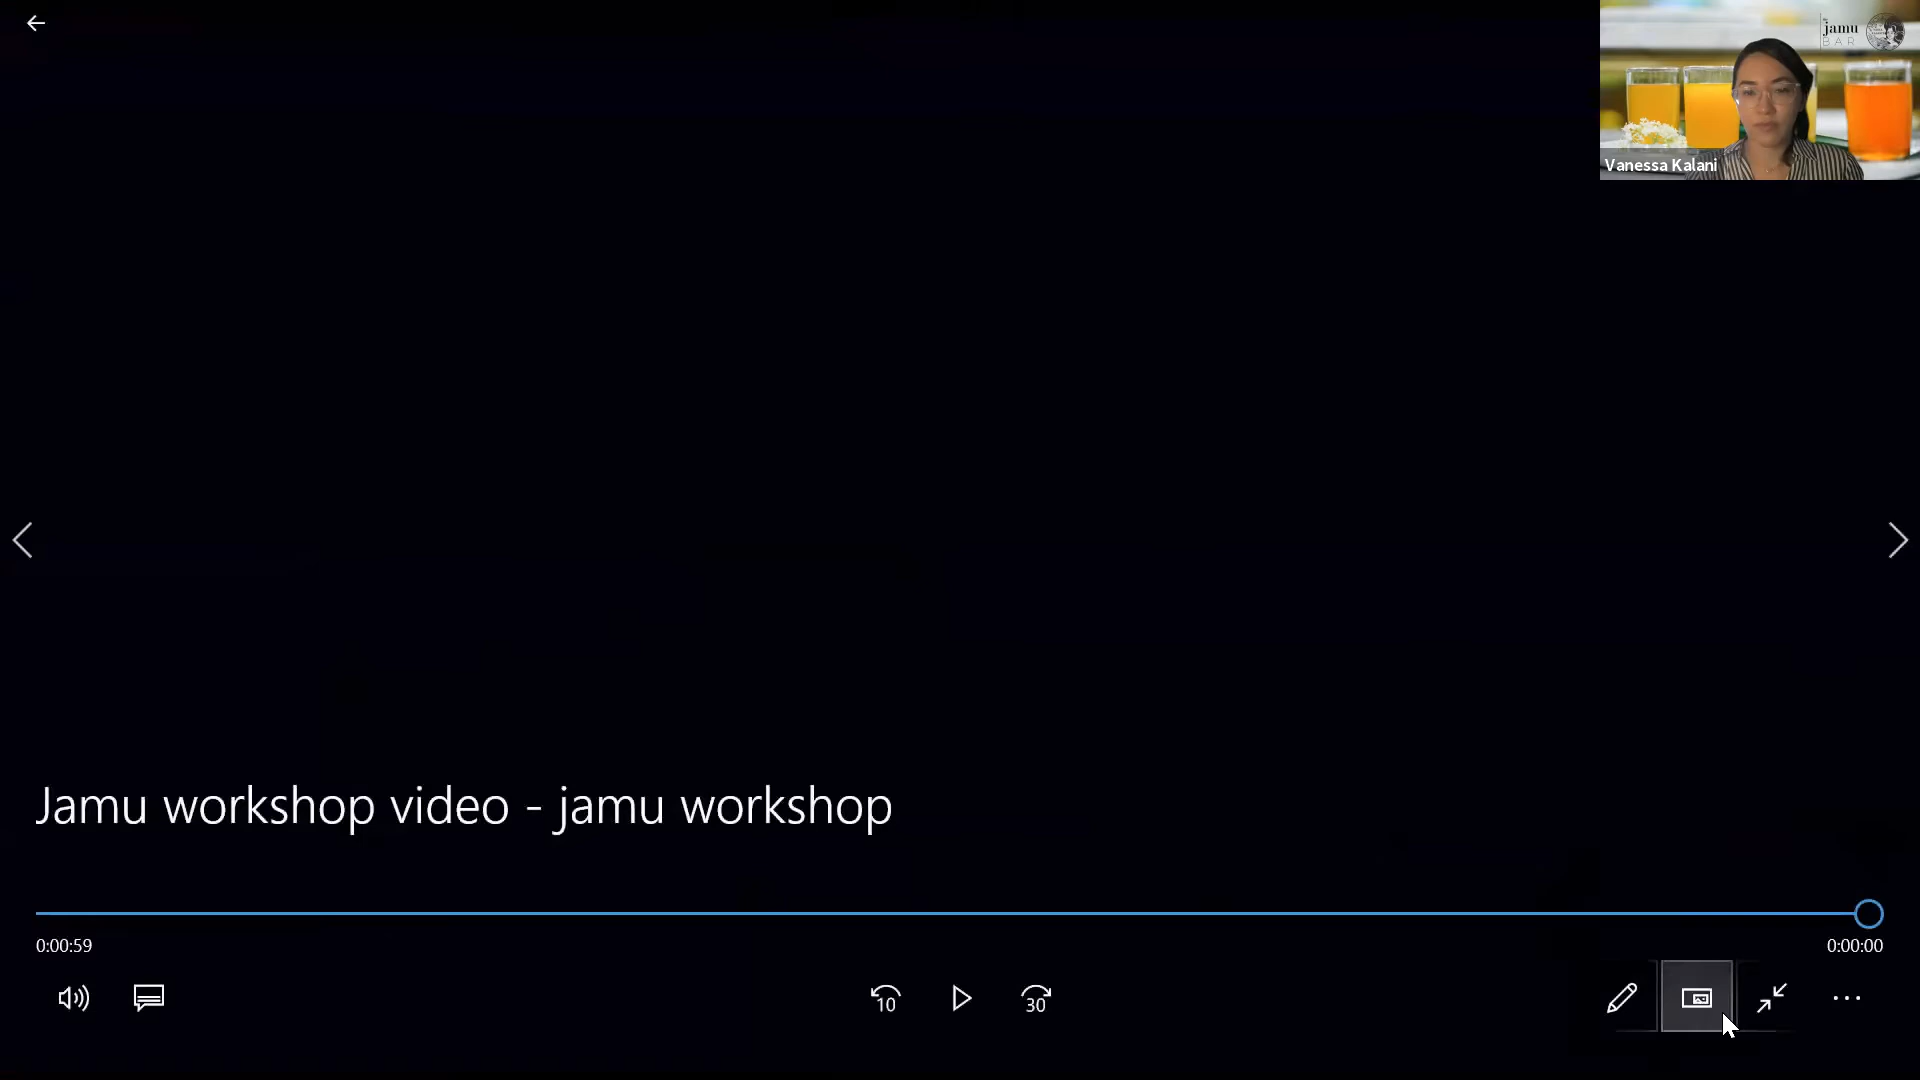 jamu
BAR
Vanessa Kalani
Jamu workshop video - jamu workshop
0:00:59
0:00:00
10
30